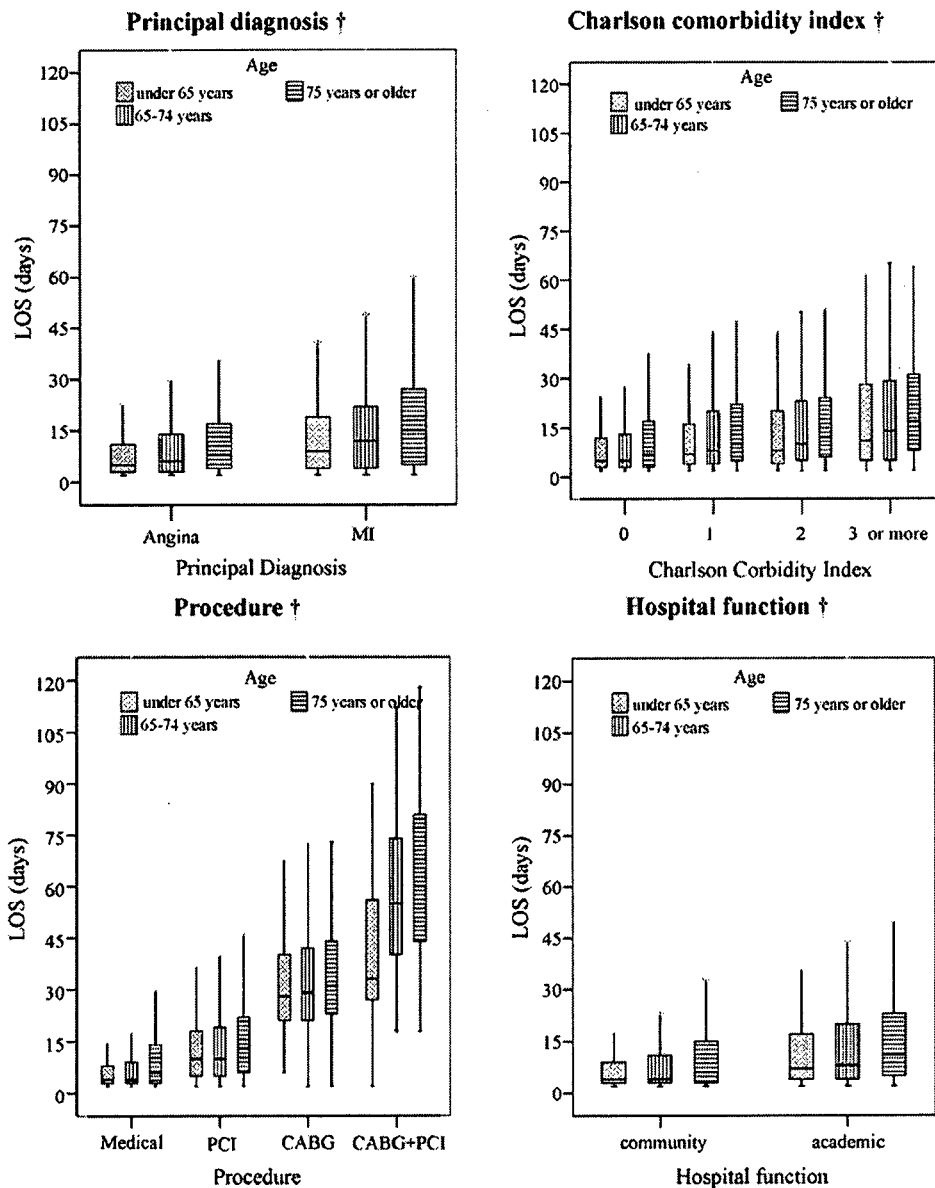 Principal diagnosis †
Age
under 65 years
75 years or older
65-74 years
120
105
90
75
60
45
30
15
0
LOS (days)
Angina
MI
Principal Diagnosis
Charlson comorbidity index †
Age
under 65 years
75 years or older
65-74 years
120
105
90
75
60
45
30
15
0
LOS (days)
0
1
2
3 or more
Charlson Corbidity Index
Procedure †
Age
under 65 years
75 years or older
65-74 years
120
105
90
75
60
45
30
15
0
LOS (days)
Medical
PCI
CABG
CABG+PCI
Procedure
Hospital function †
Age
under 65 years
75 years or older
65-74 years
120
105
90
75
60
45
30
15
0
LOS (days)
community
academic
Hospital function